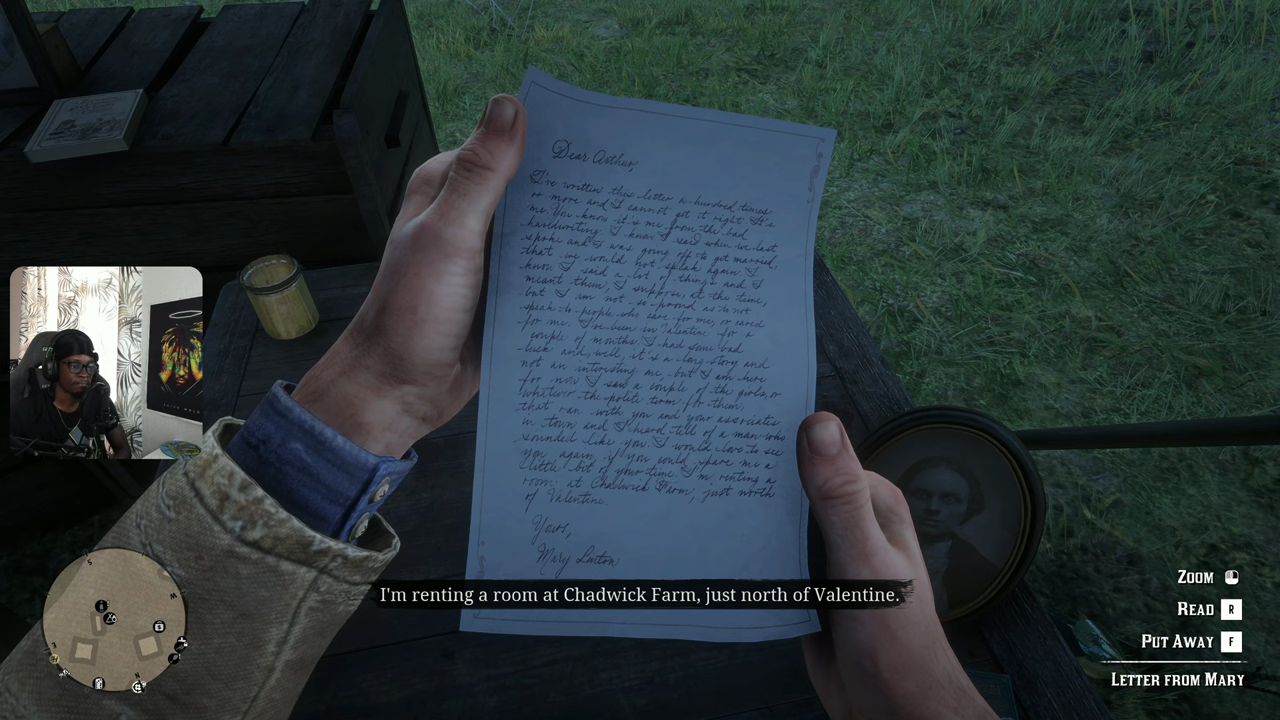 Dear Arthur,
I've written this letter a hundred times
or more and I cannot get it right. It's
me. You know it's me from the bad
handwriting. I know I said when we last
spoke and I was going off to get married,
that we would not speak again. I
know I said a lot of things and I
meant them, I suppose, at the time,
but I am not so proud as to not
speak to people who care for me, or cared
for me. I've been in Valentine for a
couple of months. I had some bad
luck and, well, it's a long story and
not an interesting one, but I am here
for now. I saw a couple of the girls, or
whatever the polite term for them,
that ran with you and your associates
in town and I heard tell of a man who
sounded like you. I would love to see
you again, if you could spare me a
little bit of your time. I'm renting a
room at Chadwick Farm, just north
of Valentine.
Yours,
Mary Linton
I'm renting a room at Chadwick Farm, just north of Valentine.
ZOOM
READ R
PUT AWAY F
LETTER FROM MARY